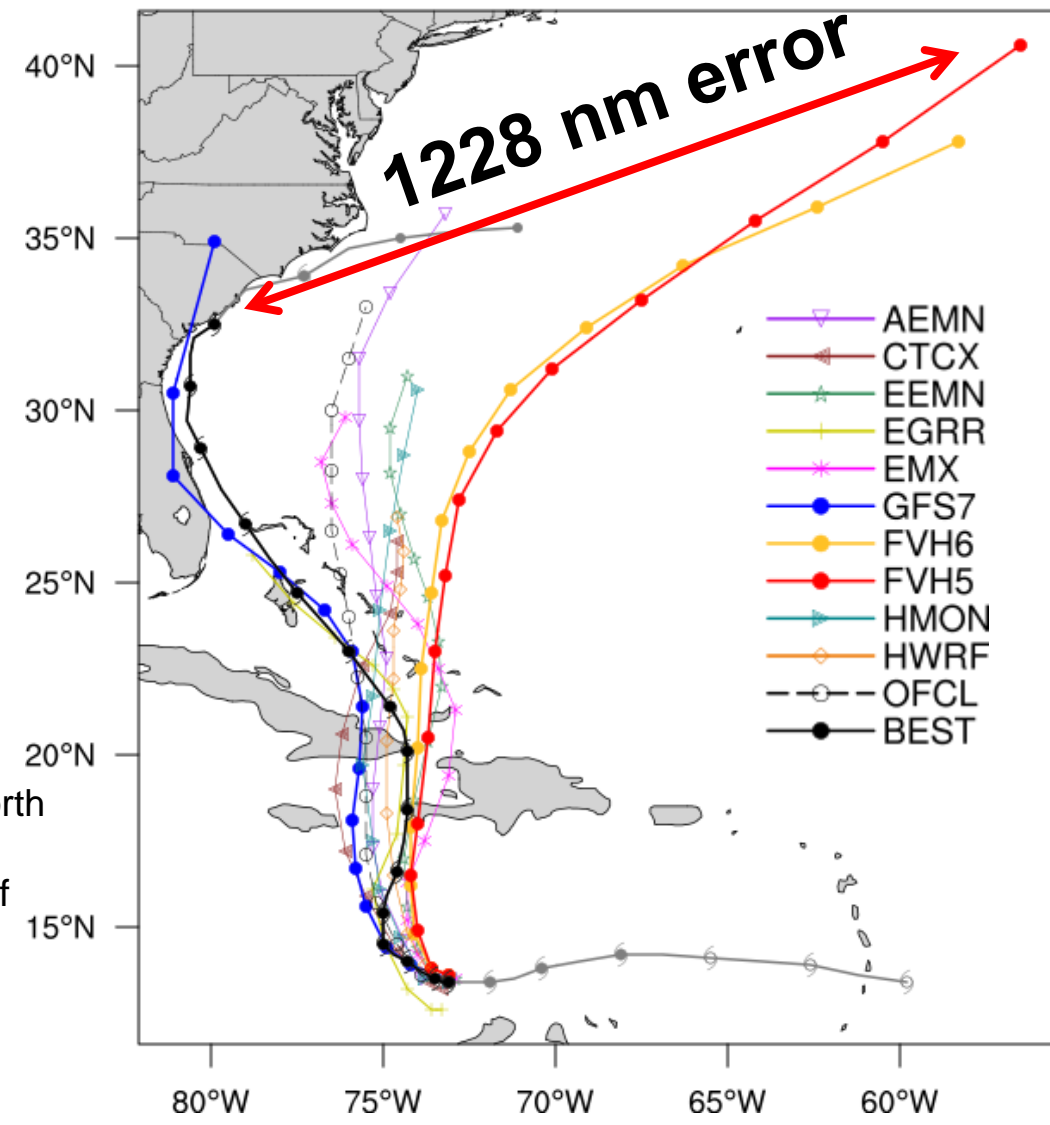 1228 nm error
40°N
35°N
30°N
25°N
20°N
15°N
AEMN
CTCX
EEMN
EGRR
EMX
GFS7
FVH6
FVH5
HMON
HWRF
OFCL
BEST
orth
f
80°W 75°W 70°W 65°W 60°W